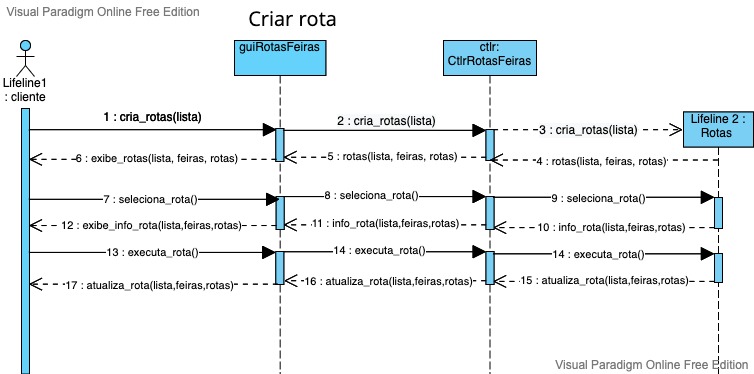 Visual Paradigm Online Free Edition
Criar rota
guiRotasFeiras
ctlr:
CtlrRotasFeiras
Lifeline1
: cliente
Lifeline 2 :
Rotas
1 : cria_rotas(lista)
2 : cria_rotas(lista)
3 : cria_rotas(lista)
6 : exibe_rotas(lista, feiras, rotas)
5 : rotas(lista, feiras, rotas)
4 : rotas(lista, feiras, rotas)
7 : seleciona_rota()
8 : seleciona_rota()
9 : seleciona_rota()
12 : exibe_info_rota(lista,feiras,rotas)
11 : info_rota(lista,feiras,rotas)
10 : info_rota(lista,feiras,rotas)
13 : executa_rota()
14 : executa_rota()
14 : executa_rota()
17 : atualiza_rota(lista,feiras,rotas)
16 : atualiza_rota(lista,feiras,rotas)
15 : atualiza_rota(lista,feiras,rotas)
Visual Paradigm Online Free Edition